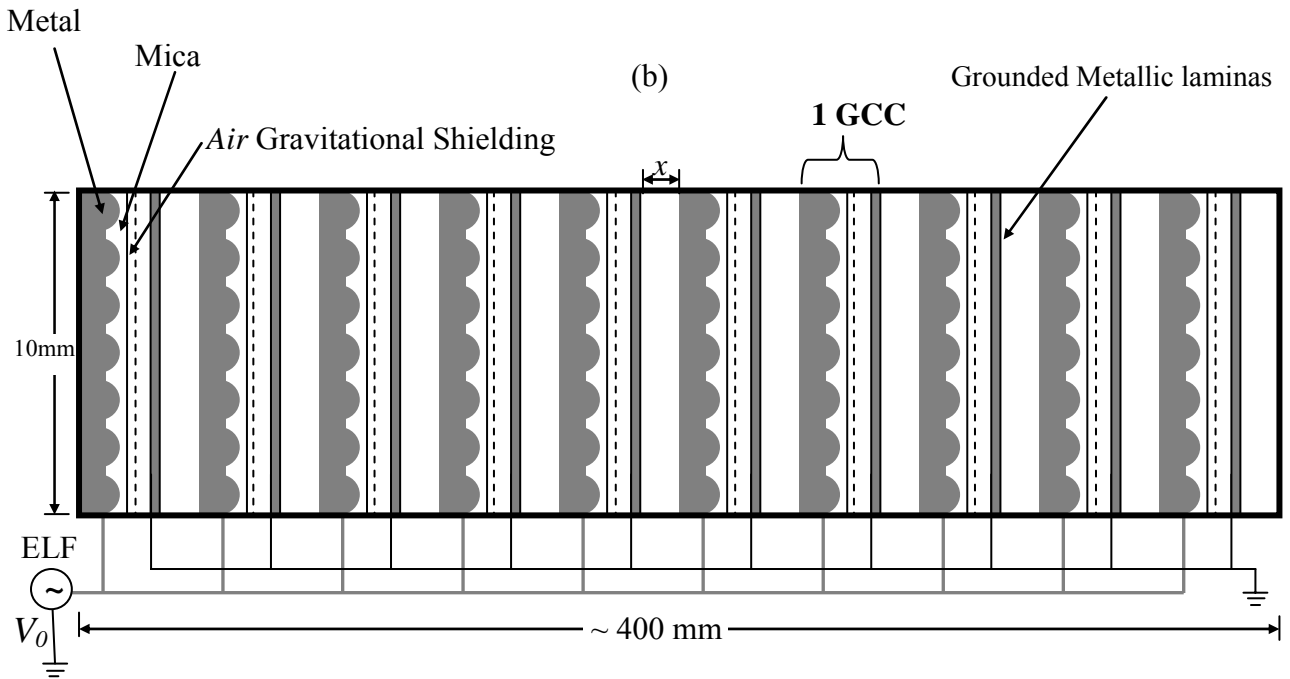 Metal
Mica
(b)
Grounded Metallic laminas
1 GCC
Air Gravitational Shielding
x
10mm
ELF
~
V0
~ 400 mm